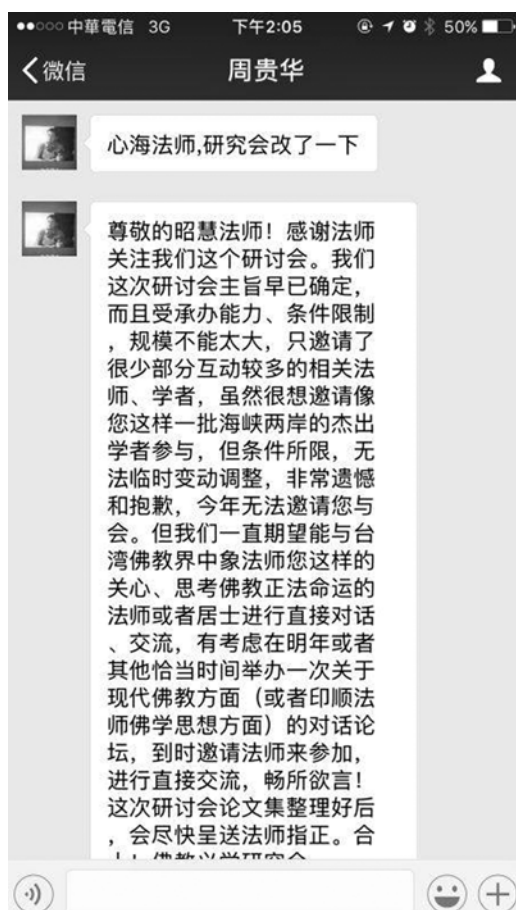 中華電信 3G 下午2:05 50%
微信 周贵华
心海法师,研究会改了一下
尊敬的昭慧法师！感谢法师
关注我们这个研讨会。我们
这次研讨会主旨早已确定，
而且受承办能力、条件限制
，规模不能太大，只邀请了
很少部分互动较多的相关法
师、学者，虽然很想邀请像
您这样一批海峡两岸的杰出
学者参与，但条件所限，无
法临时变动调整，非常遗憾
和抱歉，今年无法邀请您与
会。但我们一直期望能与台
湾佛教界中象法师您这样的
关心、思考佛教正法命运的
法师或者居士进行直接对话
、交流，有考虑在明年或者
其他恰当时间举办一次关于
现代佛教方面（或者印顺法
师佛学思想方面）的对话论
坛，到时邀请法师来参加，
进行直接交流，畅所欲言！
这次研讨会论文集整理好后
，会尽快呈送法师指正。合